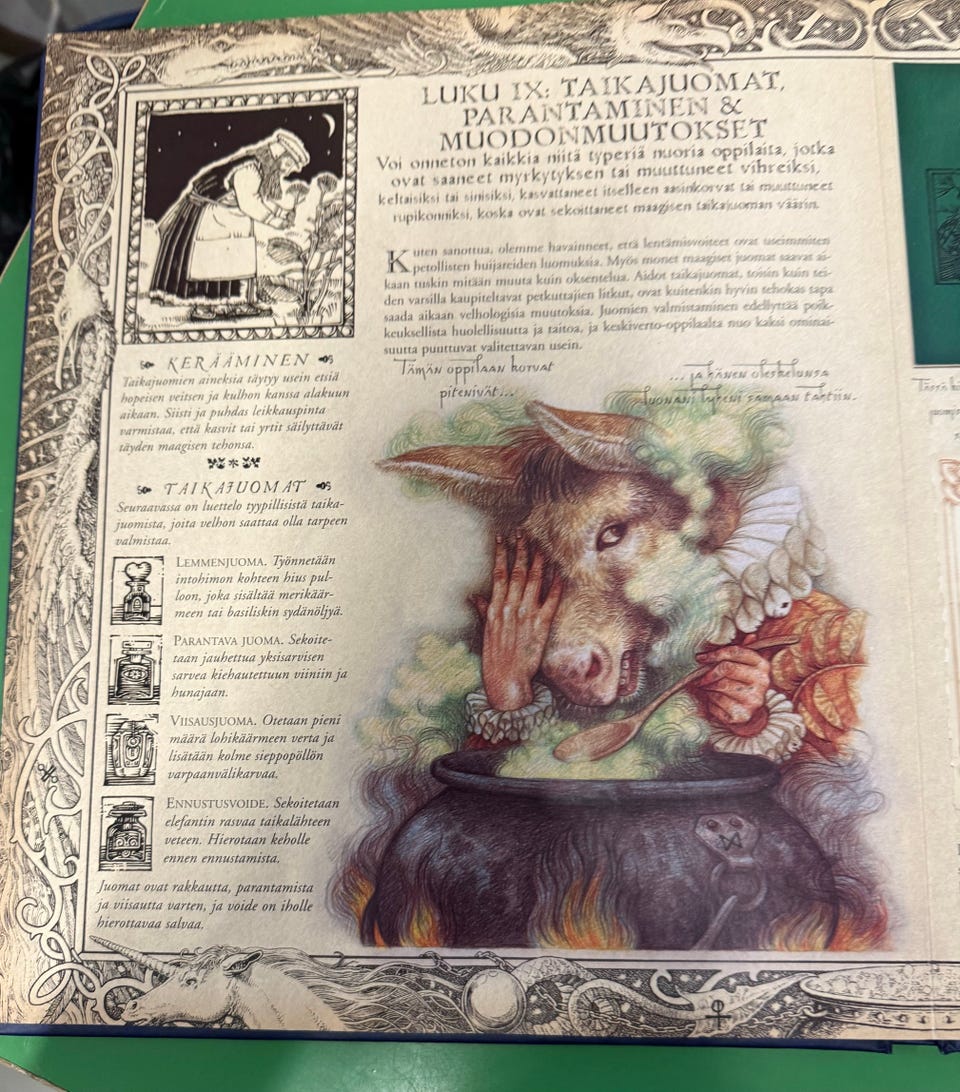 LUKU IX: TAIKAJUOMAT,
PARANTAMINEN &
MUODONMUUTOKSET
Voi onneton kaikkia niitä typeriä nuoria oppilaita, jotka
ovat saaneet myrkytyksen tai muuttuneet vihreiksi,
keltaisiksi tai sinisiksi, kasvattaneet itselleen aasinkorvat tai muuttuneet
rupikonniksi, koska ovat sekoittaneet maagisen taikajuoman väärin.
Kuten sanottua, olemme havainneet, että lentämisvoiteet ovat useimmiten
petollisten huijareiden luomuksia. Myös monet maagiset juomat saavat ai-
kaan tuskin mitään muuta kuin oksentelua. Aidot taikajuomat, toisin kuin tei-
den varsilla kaupiteltavat petkuttajien litkut, ovat kuitenkin hyvin tehokas tapa
saada aikaan velhologisia muutoksia. Juomien valmistaminen edellyttää poik-
keuksellista huolellisuutta ja taitoa, ja keskiverto-oppilaalta nuo kaksi ominai-
suutta puuttuvat valitettavan usein.
Tämän oppilaan korvat
pitenivät...
... ja hänen oleskelunsa
luonani lyheni samaan tahtiin.
KERÄÄMINEN
Taikajuomien aineksia täytyy usein etsiä
hopeisen veitsen ja kulhon kanssa alakuun
aikaan. Siisti ja puhdas leikkauspinta
varmistaa, että kasvit tai yrtit säilyttävät
täyden maagisen tehonsa.
TAIKAJUOMAT
Seuraavassa on luettelo tyypillisistä taika-
juomista, joita velhon saattaa olla tarpeen
valmistaa.
LEMMENJUOMA. Työnnetään
intohimon kohteen hius pul-
loon, joka sisältää merikäär-
meen tai basiliskin sydänöljyä.
PARANTAVA JUOMA. Sekoite-
taan jauhettua yksisarvisen
sarvea kiehautettuun viiniin ja
hunajaan.
VIISAUSJUOMA. Otetaan pieni
määrä lohikäärmeen verta ja
lisätään kolme sieppopöllön
varpaanvälikarvaa.
ENNUSTUSVOIDE. Sekoitetaan
elefantin rasvaa taikalähteen
veteen. Hierotaan keholle
ennen ennustamista.
Juomat ovat rakkautta, parantamista
ja viisautta varten, ja voide on iholle
hierottavaa salvaa.